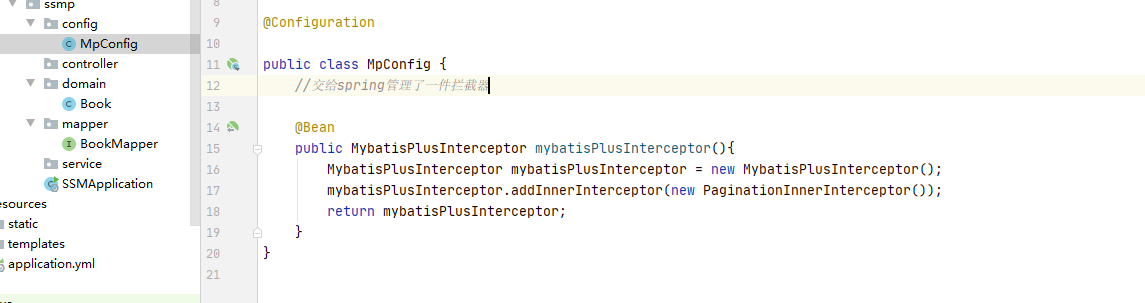 ssmp
config
MpConfig
controller
domain
Book
mapper
BookMapper
service
SSMApplication
esources
static
templates
application.yml
8
9 @Configuration
10
11 public class MpConfig {
12 //交给spring管理了一件拦截器
13
14 @Bean
15 public MybatisPlusInterceptor mybatisPlusInterceptor(){
16 MybatisPlusInterceptor mybatisPlusInterceptor = new MybatisPlusInterceptor();
17 mybatisPlusInterceptor.addInnerInterceptor(new PaginationInnerInterceptor());
18 return mybatisPlusInterceptor;
19 }
20 }
21